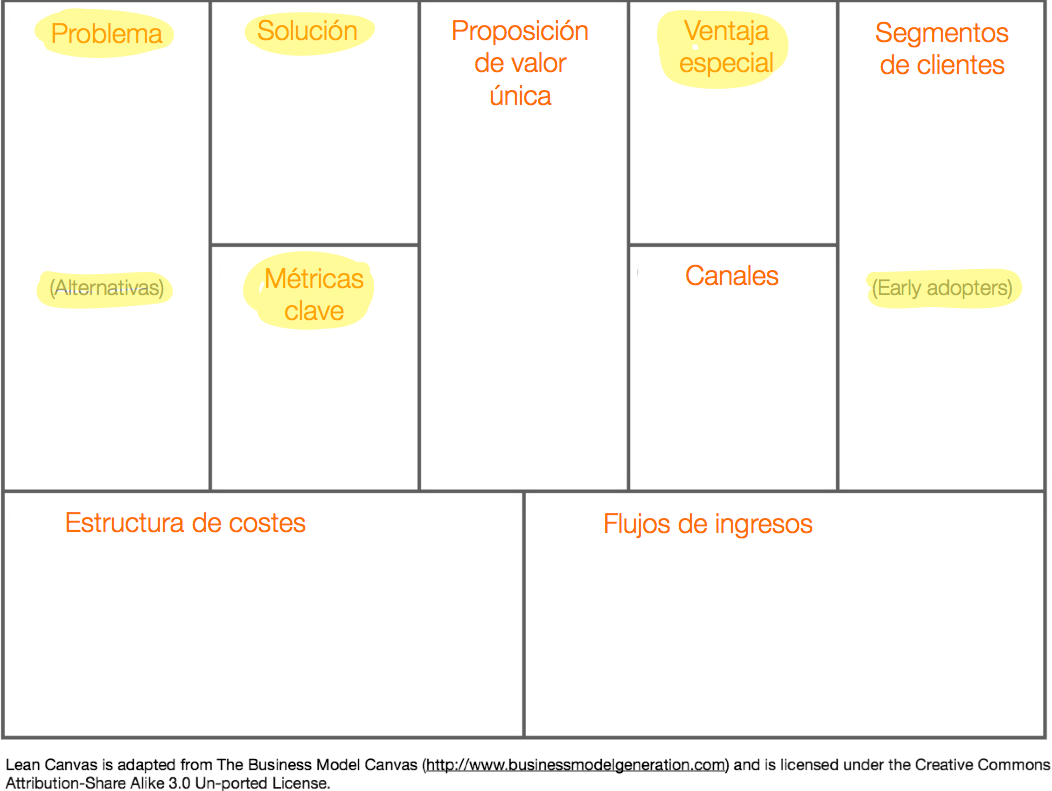 Problema
(Alternativas)
Solución
Métricas
clave
Proposición
de valor
única
Ventaja
especial
Canales
Segmentos
de clientes
(Early adopters)
Estructura de costes
Flujos de ingresos
Lean Canvas is adapted from The Business Model Canvas (http://www.businessmodelgeneration.com) and is licensed under the Creative Commons
Attribution-Share Alike 3.0 Un-ported License.